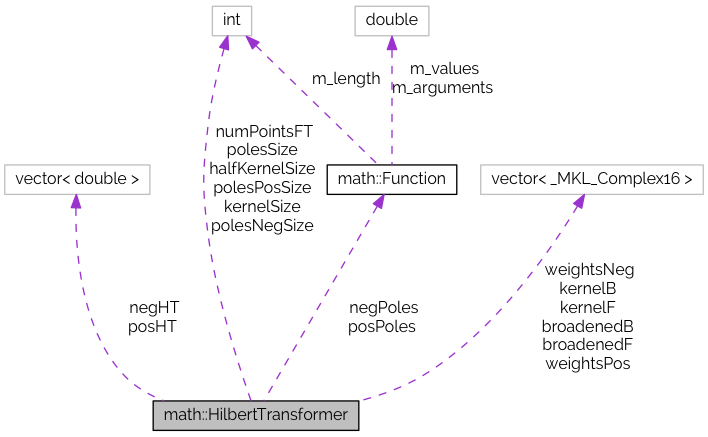 int
double
m_length
m_values
m_arguments
numPointsFT
polesSize
halfKernelSize
polesPosSize
kernelSize
polesNegSize
vector< double >
math::Function
vector< _MKL_Complex16 >
negHT
posHT
negPoles
posPoles
weightsNeg
kernelB
kernelF
broadenedB
broadenedF
weightsPos
math::HilbertTransformer